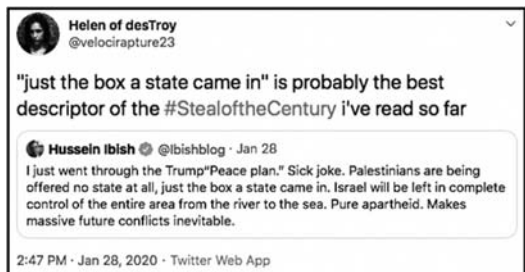 Helen of desTroy
@velocirapture23
"just the box a state came in" is probably the best
descriptor of the #StealoftheCentury i've read so far
Hussein Ibish @Ibishblog · Jan 28
I just went through the Trump"Peace plan." Sick joke. Palestinians are being
offered no state at all, just the box a state came in. Israel will be left in complete
control of the entire area from the river to the sea. Pure apartheid. Makes
massive future conflicts inevitable.
2:47 PM · Jan 28, 2020 · Twitter Web App